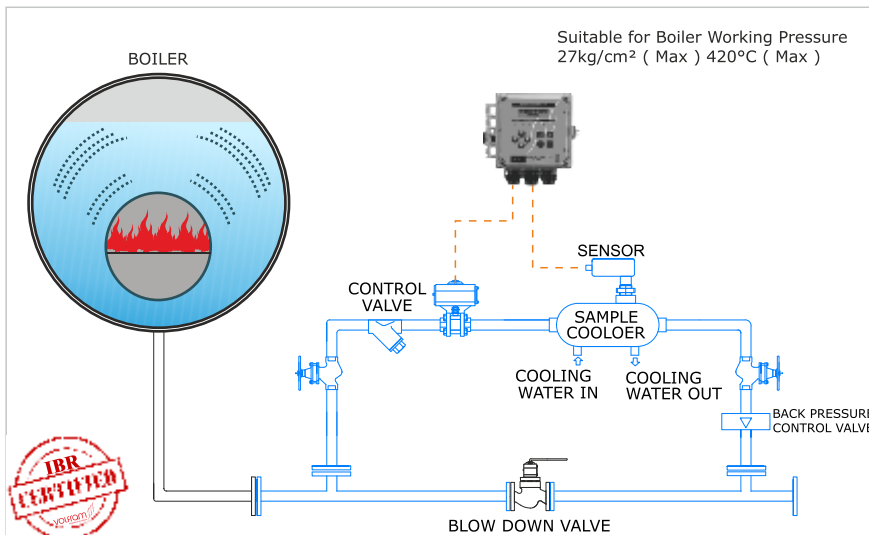 Suitable for Boiler Working Pressure
27kg/cm² ( Max ) 420°C ( Max )
BOILER
SENSOR
CONTROL
VALVE
SAMPLE
COOLOER
COOLING
WATER IN
COOLING
WATER OUT
BACK PRESSURE
CONTROL VALVE
IBR
CERTIFIED
BLOW DOWN VALVE